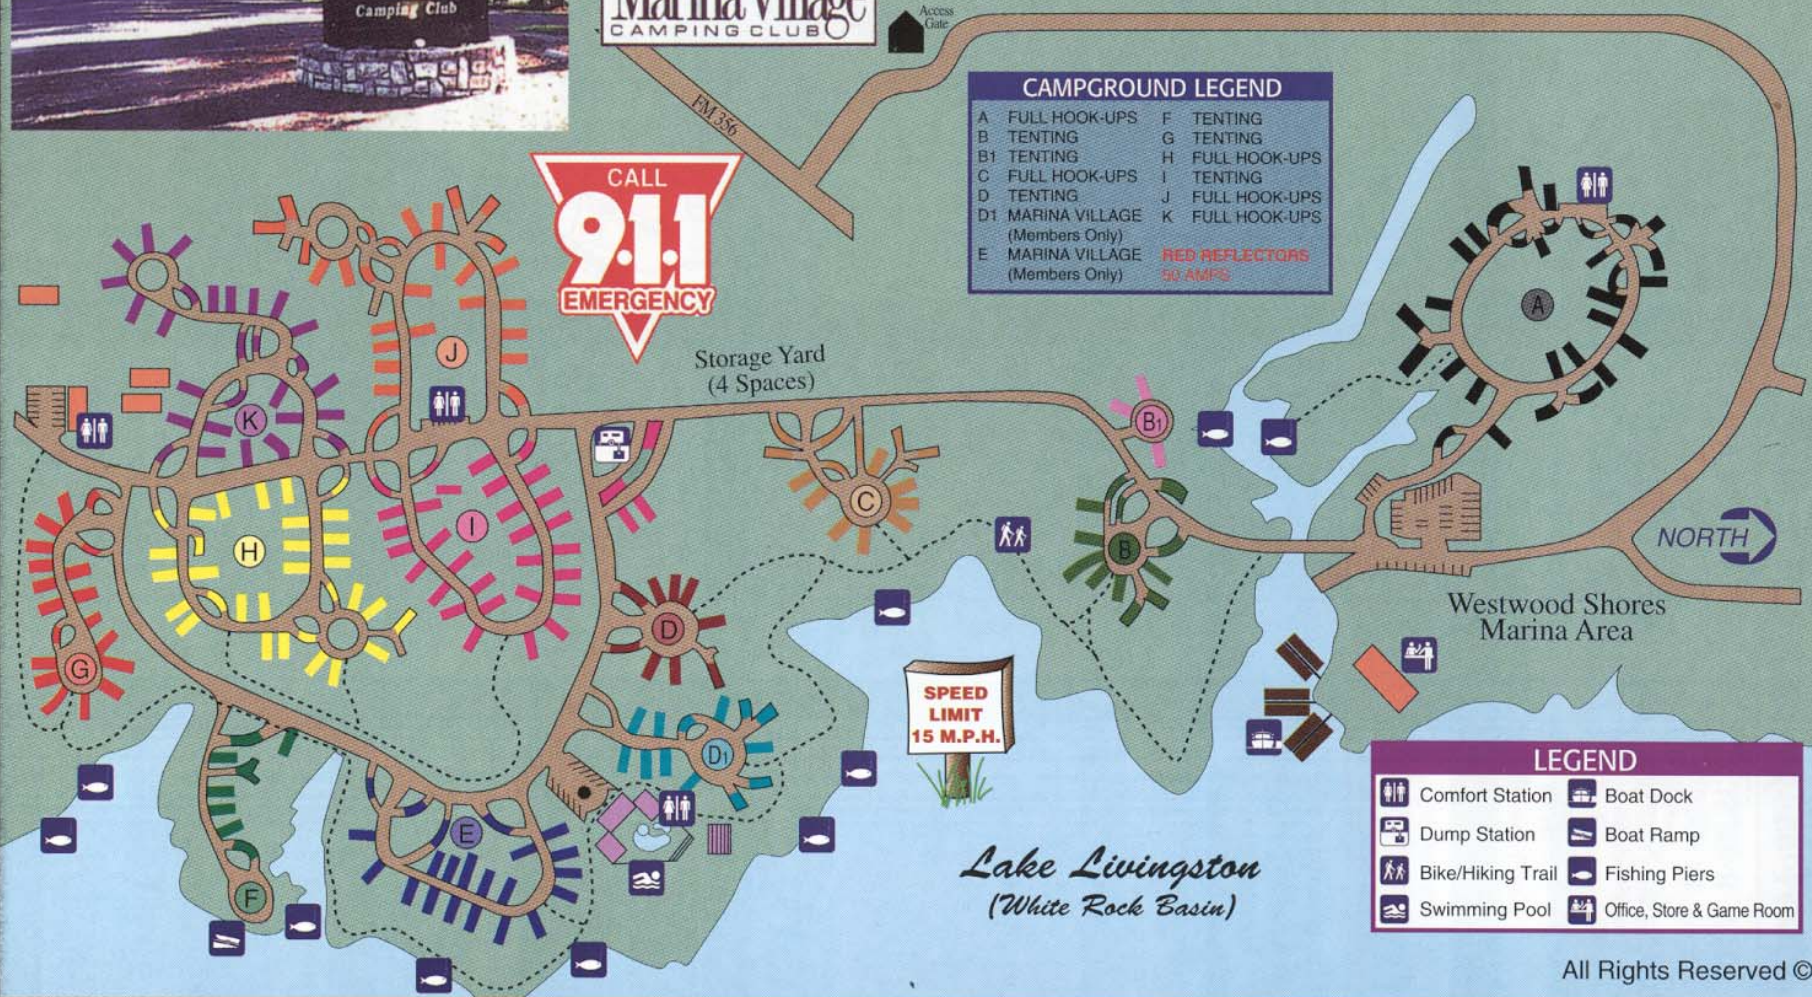 Camping Club
Marina Village
CAMPING CLUB
Access
Gate
FM 356
CALL
9·1·1
EMERGENCY
CAMPGROUND LEGEND
A FULL HOOK-UPS
B TENTING
B1 TENTING
C FULL HOOK-UPS
D TENTING
D1 MARINA VILLAGE
(Members Only)
E MARINA VILLAGE
(Members Only)
F TENTING
G TENTING
H FULL HOOK-UPS
I TENTING
J FULL HOOK-UPS
K FULL HOOK-UPS
RED REFLECTORS
50 AMPS
A
J
Storage Yard
(4 Spaces)
K
B1
C
I
H
B
NORTH
Westwood Shores
Marina Area
D
G
SPEED
LIMIT
15 M.P.H.
D1
E
F
Lake Livingston
(White Rock Basin)
LEGEND
Comfort Station
Dump Station
Bike/Hiking Trail
Swimming Pool
Boat Dock
Boat Ramp
Fishing Piers
Office, Store & Game Room
All Rights Reserved ©